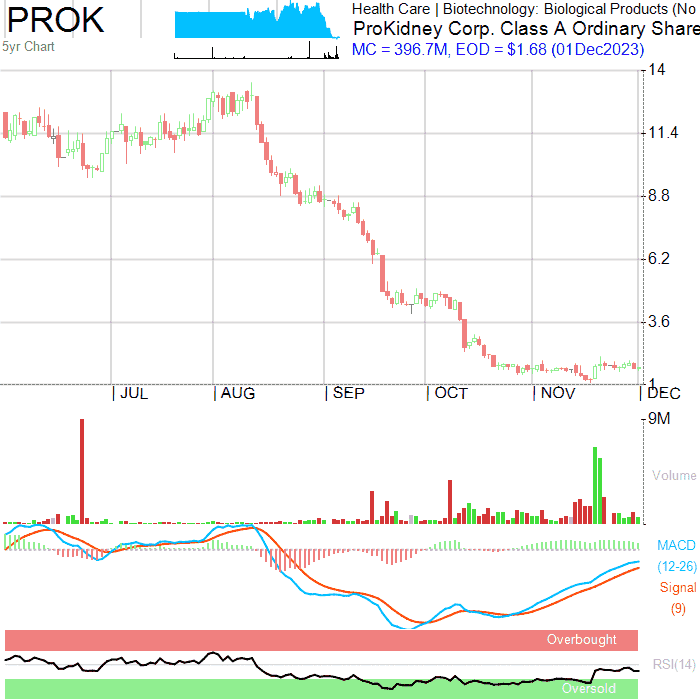 PROK
5yr Chart
Health Care | Biotechnology: Biological Products (No
ProKidney Corp. Class A Ordinary Share
MC = 396.7M, EOD = $1.68 (01Dec2023)
14
11.4
8.8
6.2
3.6
1
JUL AUG SEP OCT NOV DEC
9M
Volume
MACD
(12-26)
Signal
(9)
Overbought
RSI(14)
Oversold